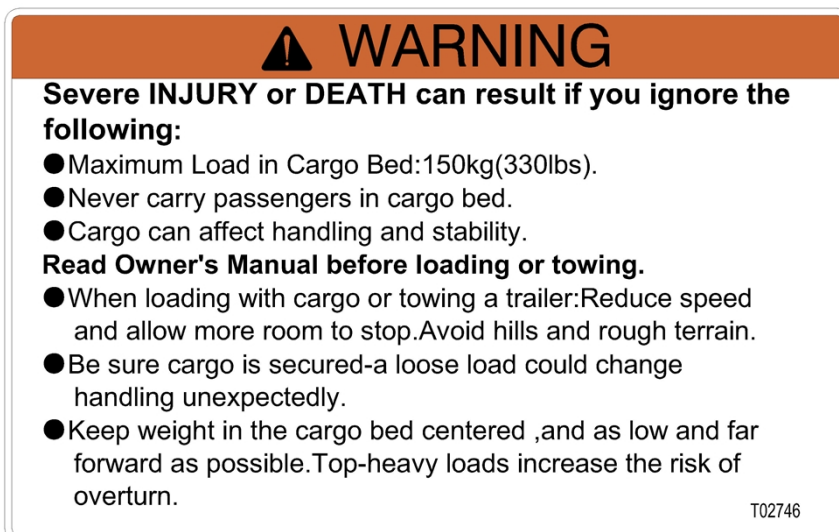 WARNING
Severe INJURY or DEATH can result if you ignore the
following:
●Maximum Load in Cargo Bed:150kg(330lbs).
●Never carry passengers in cargo bed.
●Cargo can affect handling and stability.
Read Owner's Manual before loading or towing.
●When loading with cargo or towing a trailer:Reduce speed
and allow more room to stop.Avoid hills and rough terrain.
●Be sure cargo is secured-a loose load could change
handling unexpectedly.
●Keep weight in the cargo bed centered ,and as low and far
forward as possible.Top-heavy loads increase the risk of
overturn.
T02746